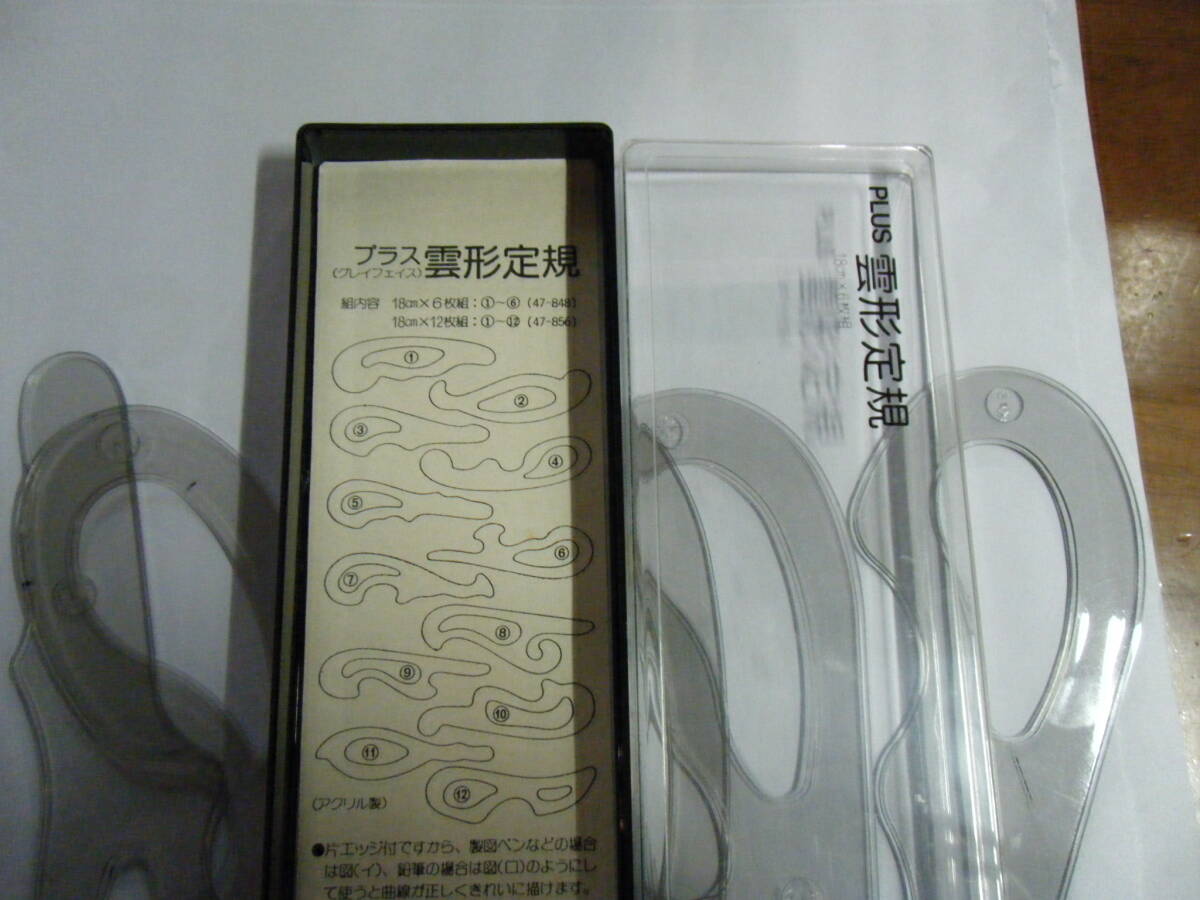 プラス
(グレイフェイス)
雲形定規
組内容 18㎝×6枚組:①~⑥ (47-848)
18㎝×12枚組:①~⑫ (47-856)
①
②
③
④
⑤
⑥
⑦
⑧
⑨
⑩
⑪
⑫
(アクリル製)
●片エッジ付ですから、製図ペンなどの場合
は図(イ)、鉛筆の場合は図(ロ)のようにし
て使うと曲線が正しくきれいに描けます。
PLUS 雲形定規
18㎝×6枚組